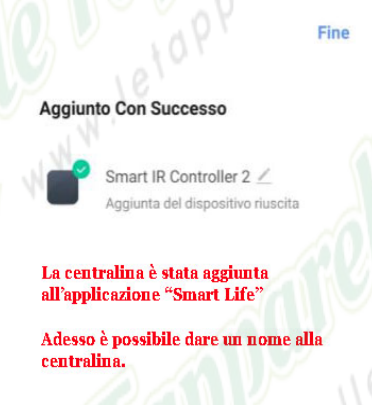 Fine
Aggiunto Con Successo
Smart IR Controller 2
Aggiunta del dispositivo riuscita
La centralina è stata aggiunta
all'applicazione “Smart Life”
Adesso è possibile dare un nome alla
centralina.